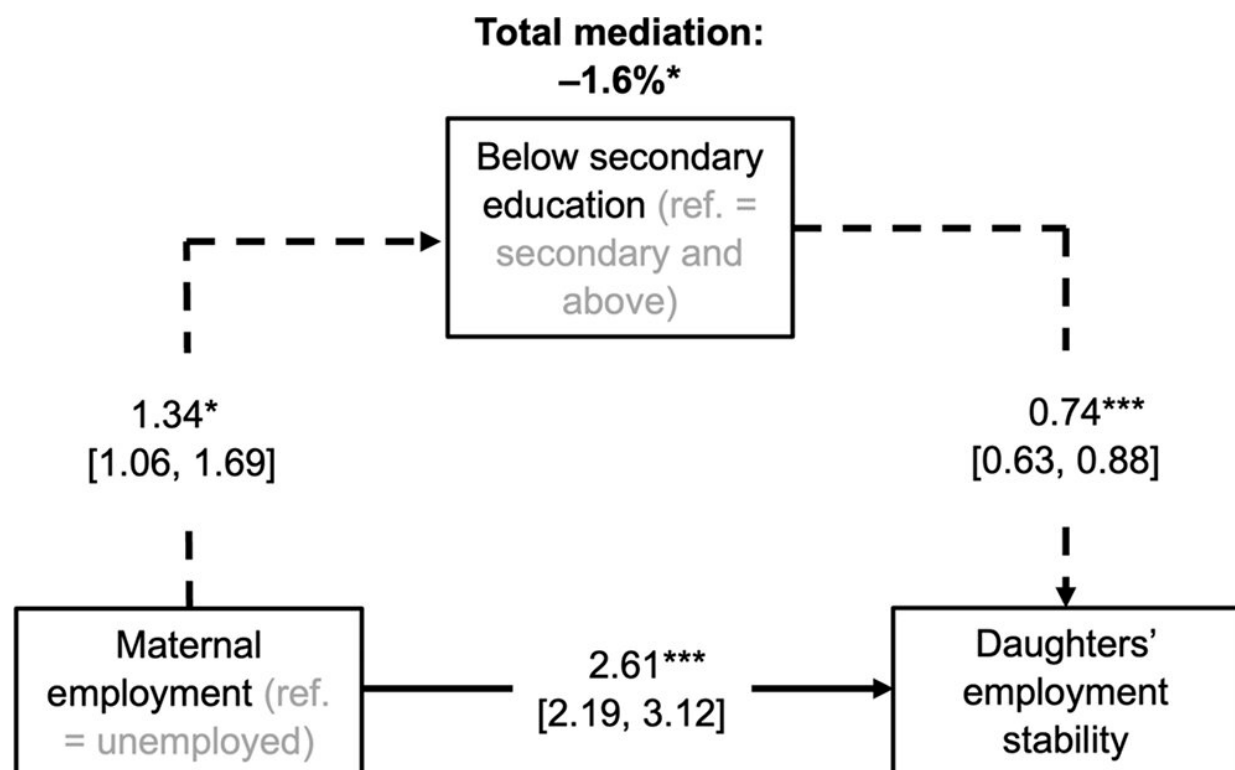 Total mediation:
–1.6%*
Below secondary
education (ref. =
secondary and
above)
1.34*
[1.06, 1.69]
0.74***
[0.63, 0.88]
Maternal
employment (ref.
= unemployed)
2.61***
[2.19, 3.12]
Daughters’
employment
stability